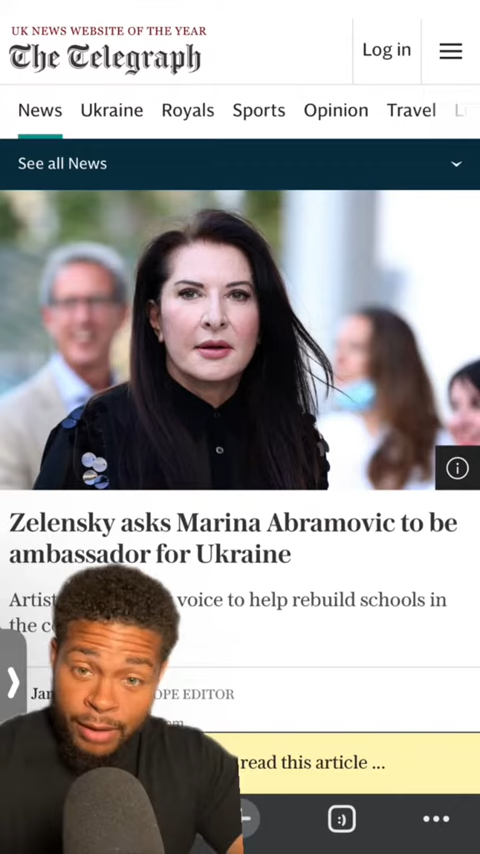 UK NEWS WEBSITE OF THE YEAR
The Telegraph
Log in
News Ukraine Royals Sports Opinion Travel
See all News
Zelensky asks Marina Abramovic to be
ambassador for Ukraine
Artist voice to help rebuild schools in
the
Jam OPE EDITOR
read this article ...